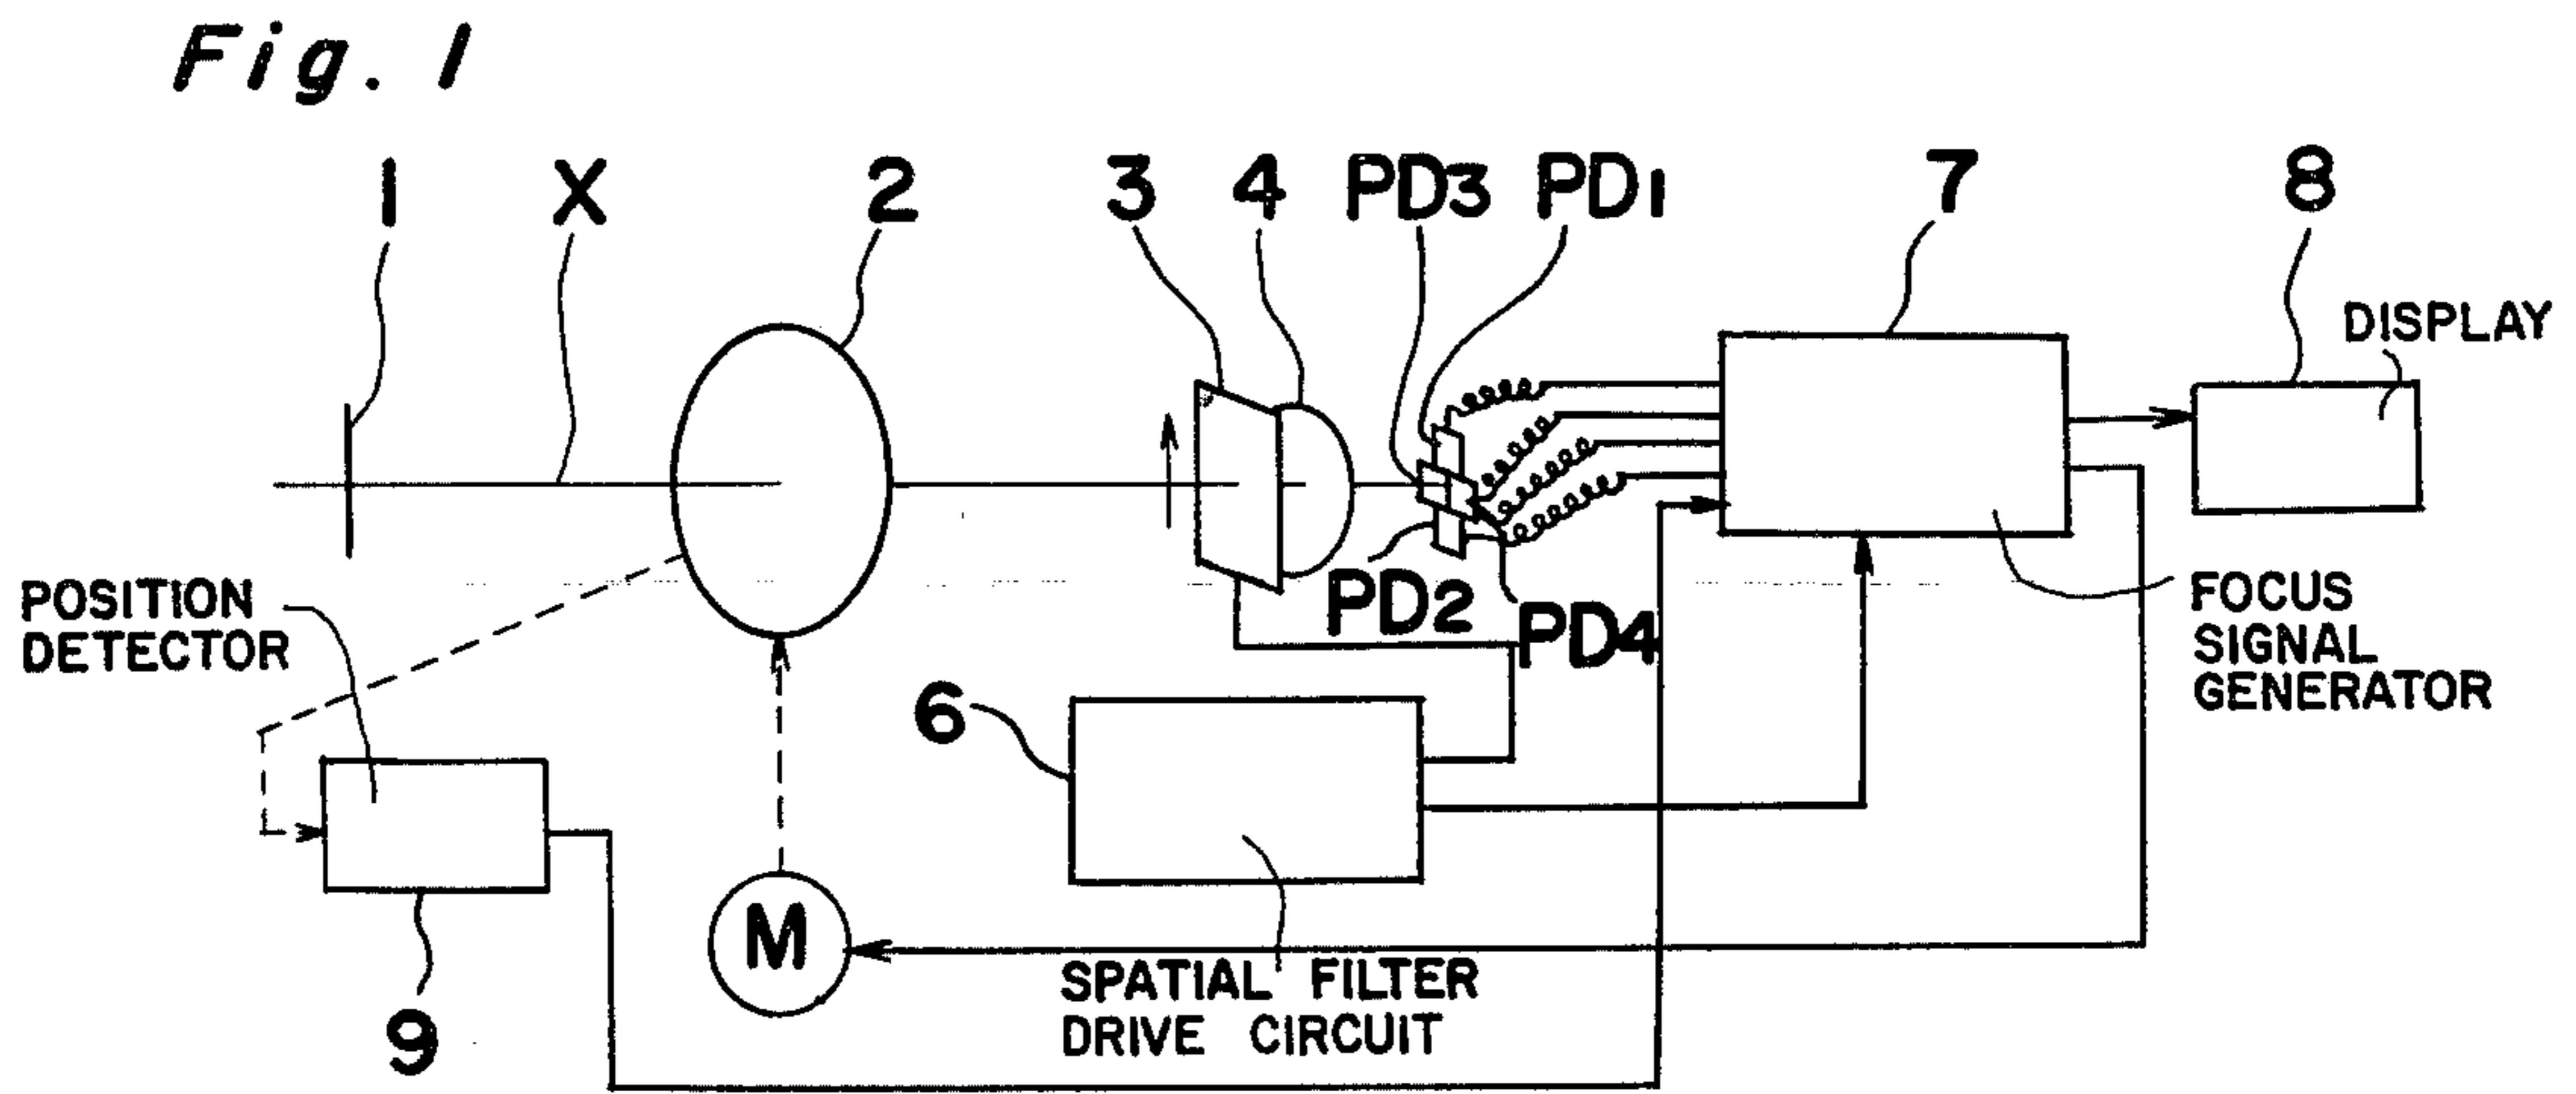 Fig. 1
1 X 2 3 4 PD3 PD1 7 8
DISPLAY
POSITION
DETECTOR
PD2
PD4
FOCUS
SIGNAL
GENERATOR
6
M
SPATIAL FILTER
DRIVE CIRCUIT
9